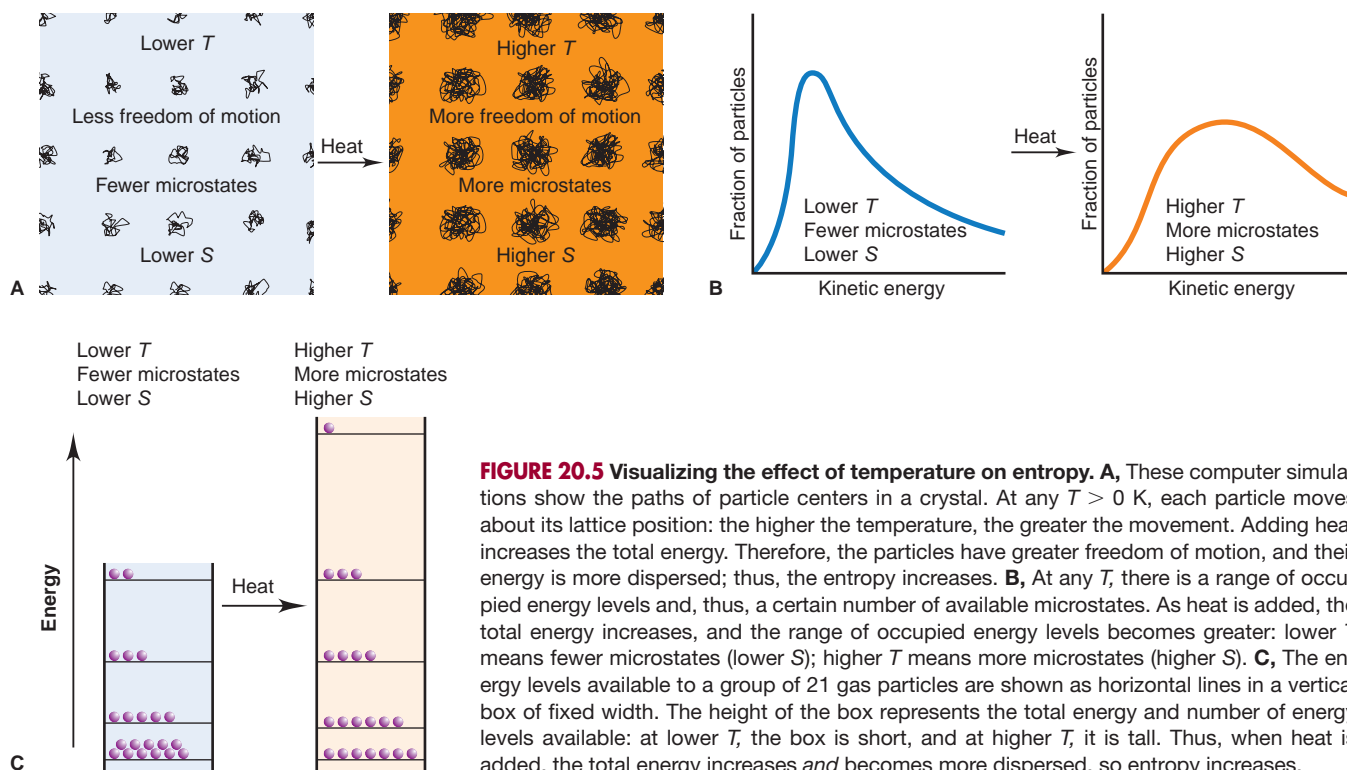 Lower T
Less freedom of motion
Fewer microstates
Lower S
A
Heat
Higher T
More freedom of motion
More microstates
Higher S
Fraction of particles
Lower T
Fewer microstates
Lower S
Kinetic energy
B
Heat
Fraction of particles
Higher T
More microstates
Higher S
Kinetic energy
Lower T
Fewer microstates
Lower S
Higher T
More microstates
Higher S
Energy
Heat
C
FIGURE 20.5 Visualizing the effect of temperature on entropy. A, These computer simula
tions show the paths of particle centers in a crystal. At any T > 0 K, each particle moves
about its lattice position: the higher the temperature, the greater the movement. Adding hea
increases the total energy. Therefore, the particles have greater freedom of motion, and thei
energy is more dispersed; thus, the entropy increases. B, At any T, there is a range of occu
pied energy levels and, thus, a certain number of available microstates. As heat is added, the
total energy increases, and the range of occupied energy levels becomes greater: lower T
means fewer microstates (lower S); higher T means more microstates (higher S). C, The en
ergy levels available to a group of 21 gas particles are shown as horizontal lines in a vertica
box of fixed width. The height of the box represents the total energy and number of energy
levels available: at lower T, the box is short, and at higher T, it is tall. Thus, when heat is
added, the total energy increases and becomes more dispersed, so entropy increases.